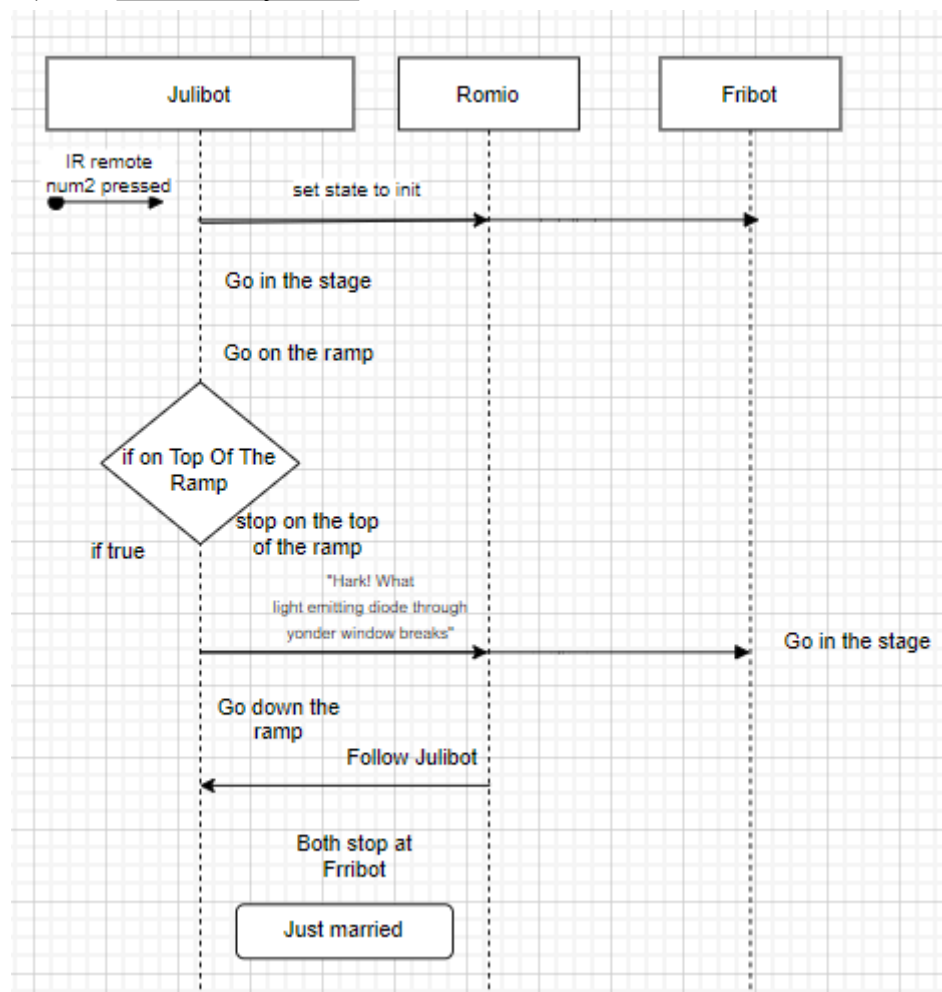 Julibot
Romio
Fribot
IR remote
num2 pressed
set state to init
Go in the stage
Go on the ramp
if on Top Of The
Ramp
stop on the top
of the ramp
if true
"Hark! What
light emitting diode through
yonder window breaks"
Go in the stage
Go down the
ramp
Follow Julibot
Both stop at
Frribot
Just married